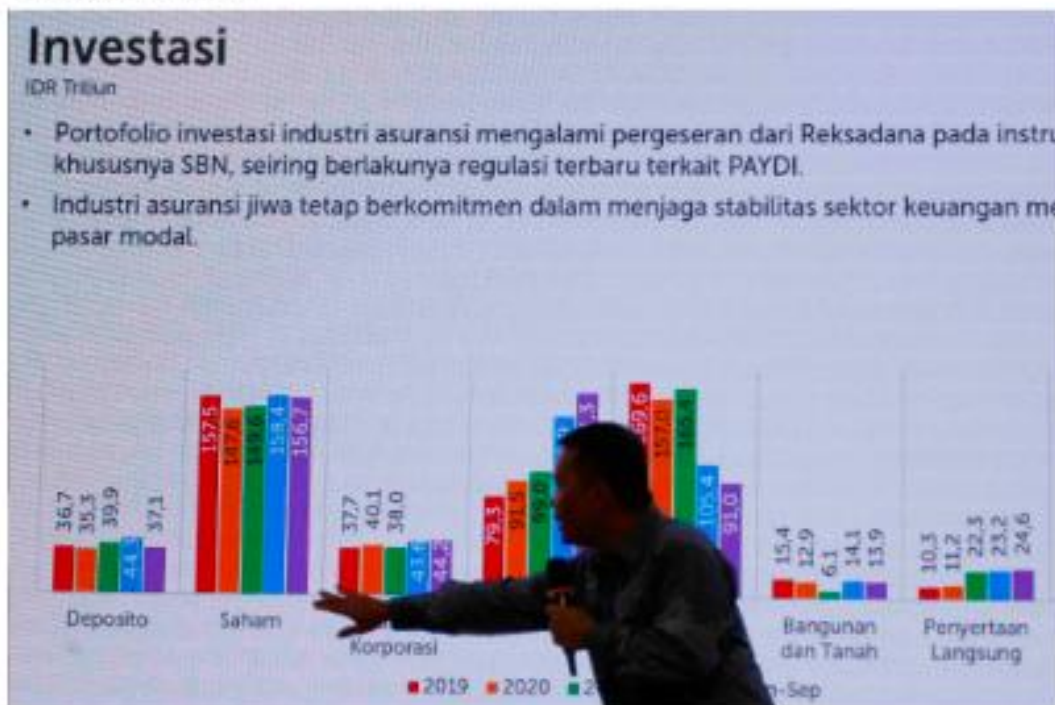 Investasi
IDR Triliun
• Portofolio investasi industri asuransi mengalami pergeseran dari Reksadana pada instru
khususnya SBN, seiring berlakunya regulasi terbaru terkait PAYDI.
• Industri asuransi jiwa tetap berkomitmen dalam menjaga stabilitas sektor keuangan me
pasar modal.
36,7 35,3 39,9 37,1
157,5 147,6 149,6 158,4 156,7
37,7 40,1 38.0
79,3 91,5
157,0 105,4 91,0
15,4 12,9 6,1 14,1 13,9
10,3 11,2 22,3 23,2 24,6
Deposito Saham Korporasi Bangunan dan Tanah Penyertaan Langsung
2019 2020 n-Sep